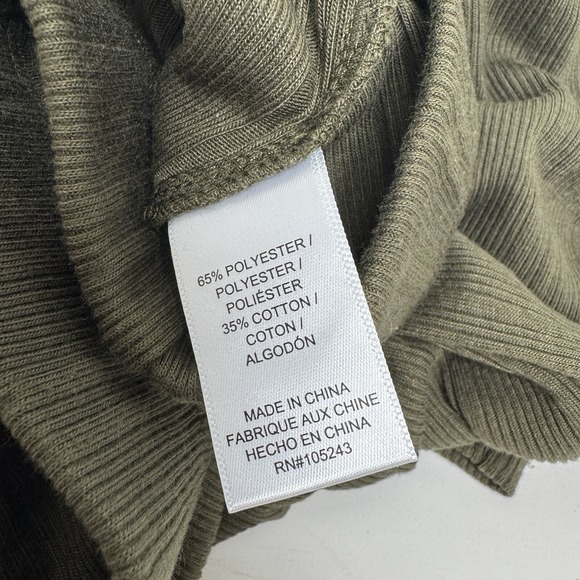 65% POLYESTER /
POLYESTER /
POLIÉSTER
35% COTTON /
COTON /
ALGODÓN
MADE IN CHINA
FABRIQUE AUX CHINE
HECHO EN CHINA
RN#105243